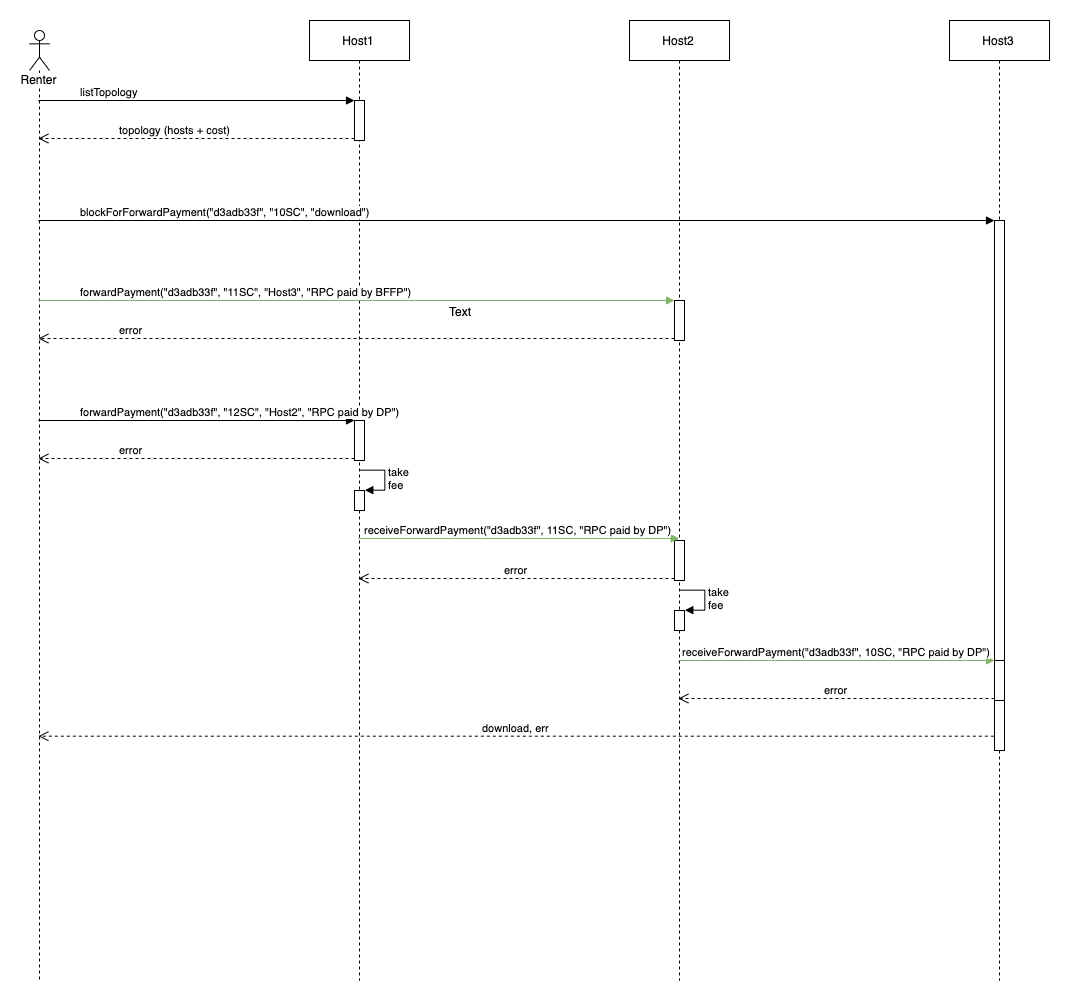 Host1
Host2
Host3
Renter
listTopology
topology (hosts + cost)
blockForForwardPayment("d3adb33f", "10SC", "download")
forwardPayment("d3adb33f", "11SC", "Host3", "RPC paid by BFFP")
Text
error
forwardPayment("d3adb33f", "12SC", "Host2", "RPC paid by DP")
error
take
fee
receiveForwardPayment("d3adb33f", 11SC, "RPC paid by DP")
error
take
fee
receiveForwardPayment("d3adb33f", 10SC, "RPC paid by DP")
error
download, err